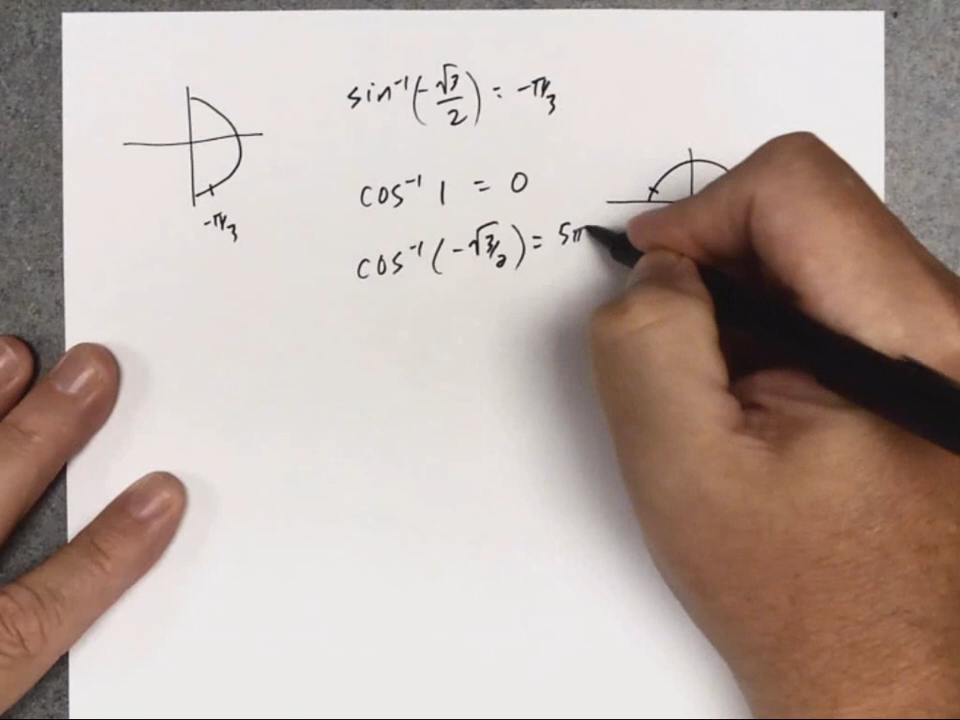 sin⁻¹(-√3/2) = -π/3
cos⁻¹ 1 = 0
-π/3
cos⁻¹(-√3/2) = 5π